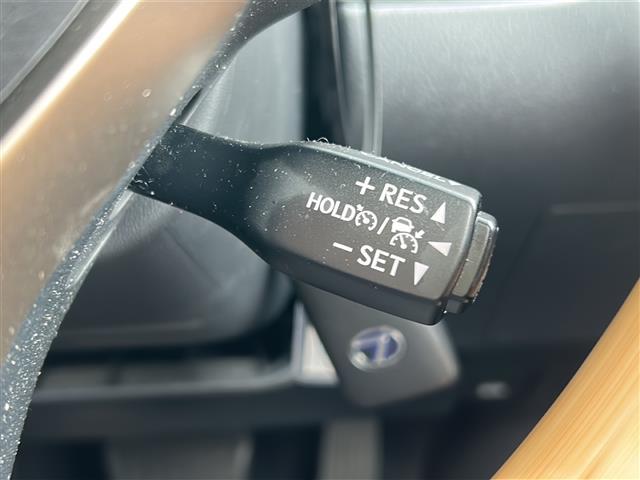 + RES ▲
HOLD / ◀
− SET ▼